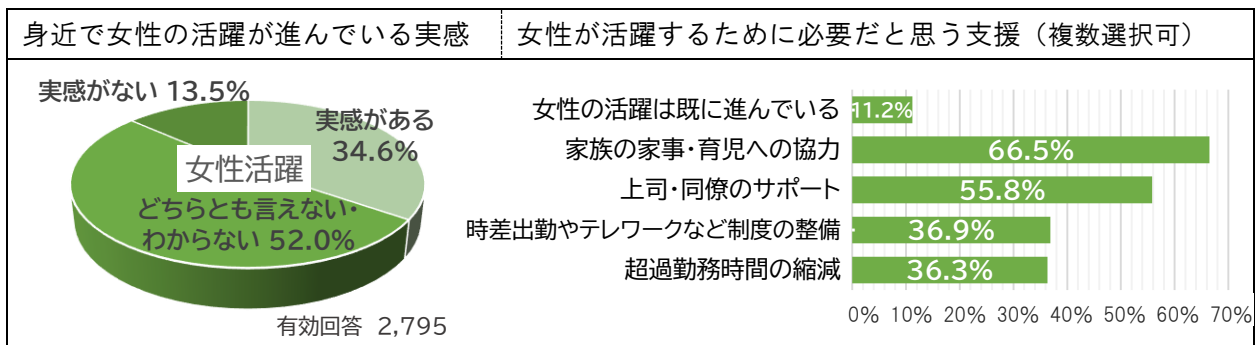 身近で女性の活躍が進んでいる実感
女性が活躍するために必要だと思う支援（複数選択可）
実感がない 13.5%
実感がある
34.6%
女性活躍
どちらとも言えない・
わからない 52.0%
有効回答 2,795
女性の活躍は既に進んでいる 11.2%
家族の家事・育児への協力 66.5%
上司・同僚のサポート 55.8%
時差出勤やテレワークなど制度の整備 36.9%
超過勤務時間の縮減 36.3%
0% 10% 20% 30% 40% 50% 60% 70%